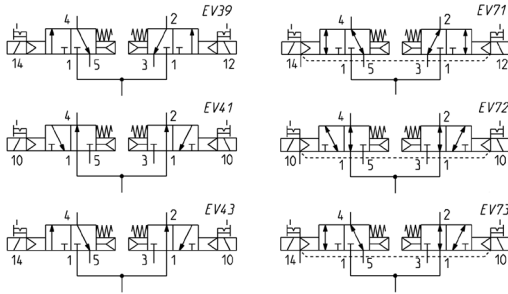 4 2 EV39
14 1 5 3 1 12
4 2 EV71
14 1 5 3 1 12
4 2 EV41
10 1 5 3 1 10
4 2 EV72
10 1 5 3 1 10
4 2 EV43
14 1 5 3 1 10
4 2 EV73
14 1 5 3 1 10